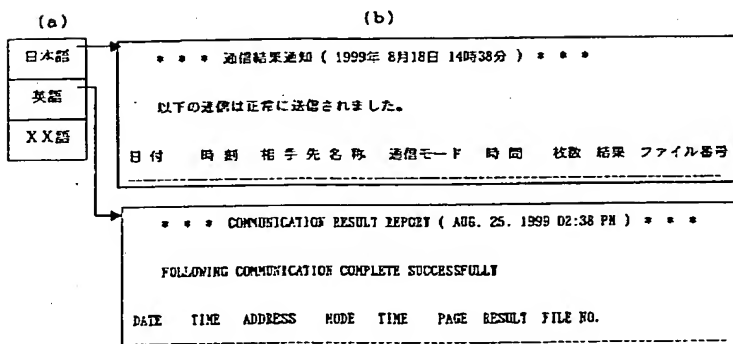 (a) (b)
日本語
英語
XX語
* * * 通信結果通知 ( 1999年 8月18日 14時38分 ) * * *
以下の通信は正常に送信されました。
日付 時刻 相手先名称 通信モード 時間 枚数 結果 ファイル番号
* * * COMMUNICATION RESULT REPORT ( AUG. 25. 1999 02:38 PM ) * * *
FOLLOWING COMMUNICATION COMPLETE SUCCESSFULLY
DATE TIME ADDRESS MODE TIME PAGE RESULT FILE NO.